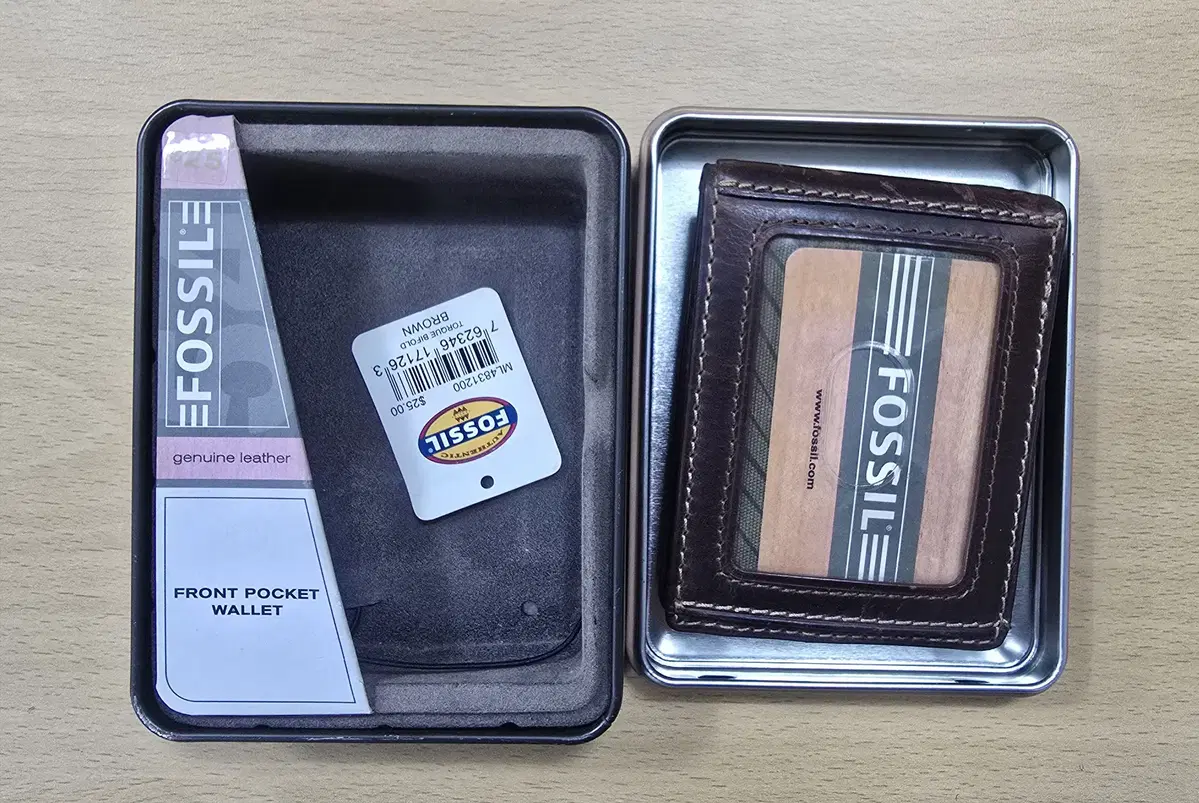 FOSSIL®
genuine leather
FRONT POCKET
WALLET
AUTHENTIC
FOSSIL®
$25.00
ML4831200
7 62346 17126 3
TORQUE BIFOLD
BROWN
FOSSIL®
www.fossil.com